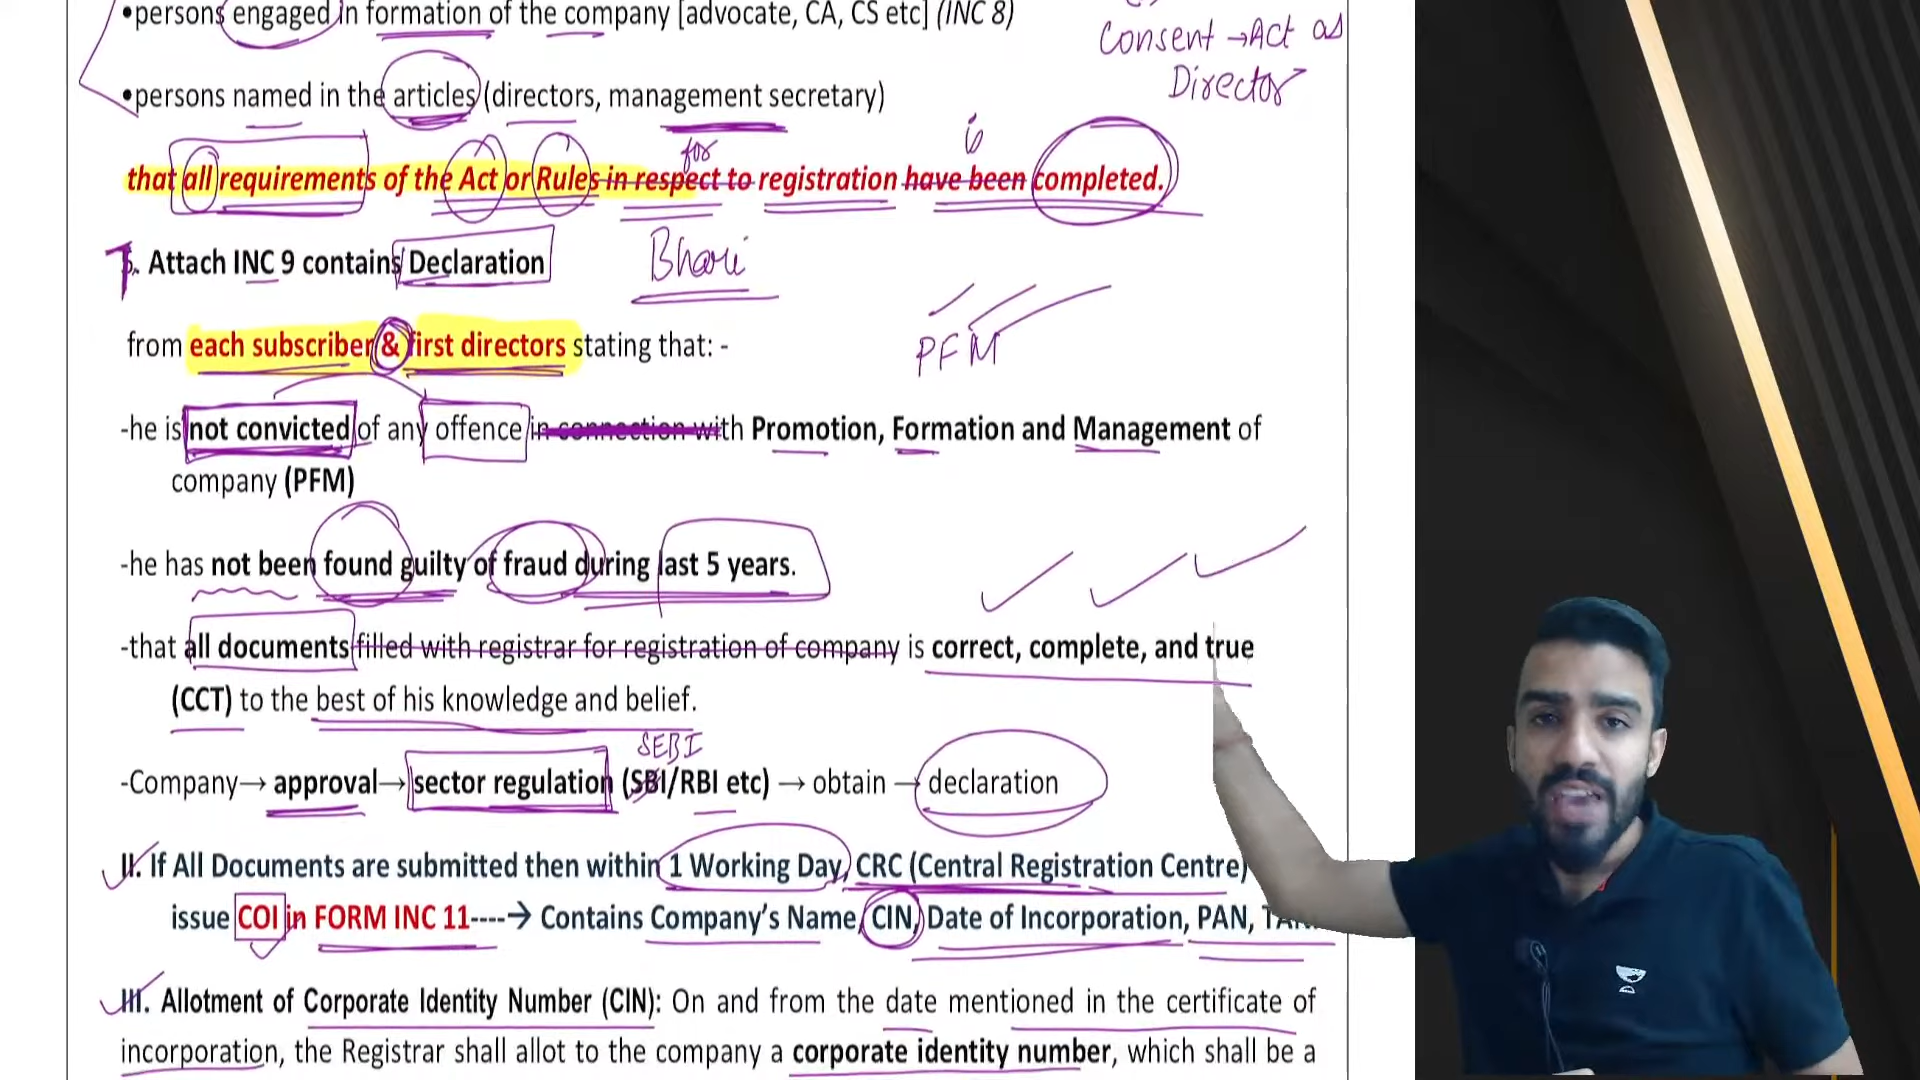 •persons engaged in formation of the company [advocate, CA, CS etc] (INC 8)
Consent → Act as
Director
•persons named in the articles (directors, management secretary)
for
is
that all requirements of the Act or Rules in respect to registration have been completed.
. Attach INC 9 contains Declaration
from each subscriber & first directors stating that: -
PFM
-he is not convicted of any offence in connection with Promotion, Formation and Management of
company (PFM)
-he has not been found guilty of fraud during last 5 years.
-that all documents filled with registrar for registration of company is correct, complete, and true
(CCT) to the best of his knowledge and belief.
SEBI
-Company→ approval→ sector regulation (SBI/RBI etc) → obtain → declaration
II. If All Documents are submitted then within 1 Working Day, CRC (Central Registration Centre)
issue COI in FORM INC 11----→ Contains Company's Name, CIN, Date of Incorporation, PAN,
III. Allotment of Corporate Identity Number (CIN): On and from the date mentioned in the certificate of
incorporation, the Registrar shall allot to the company a corporate identity number, which shall be a